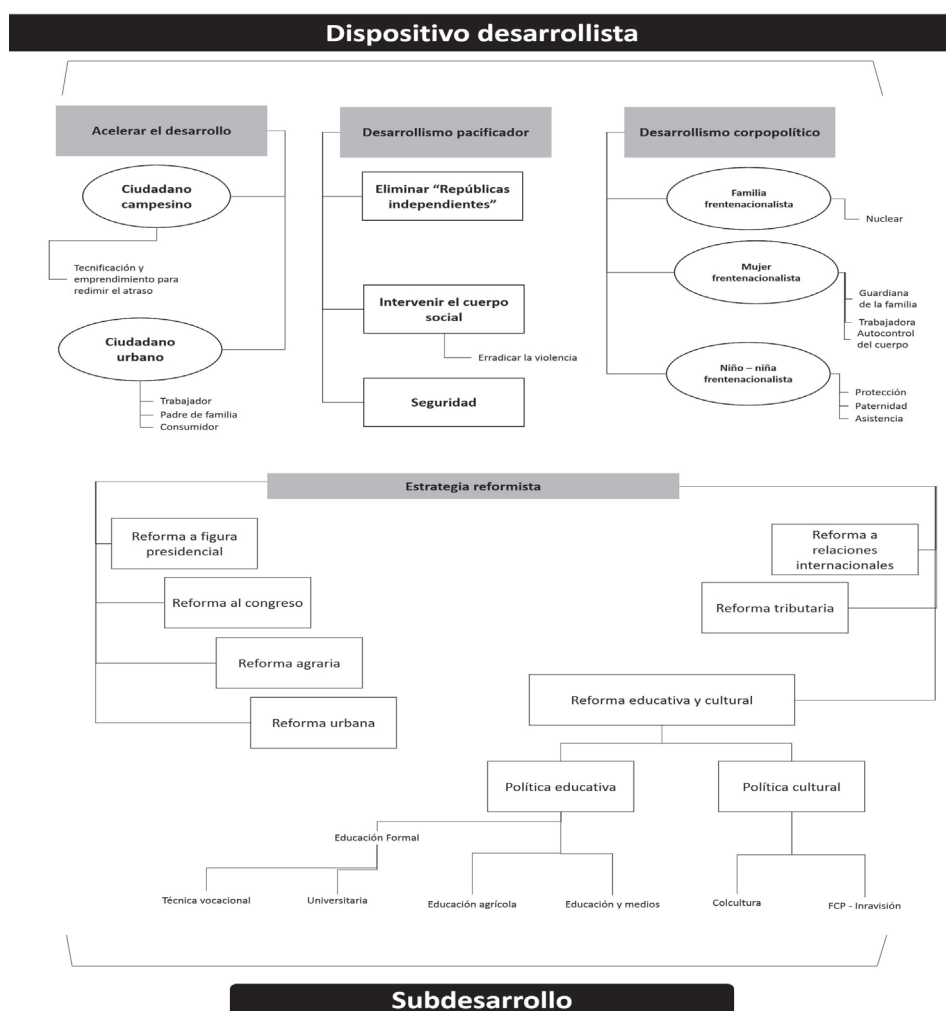 Dispositivo desarrollista
Acelerar el desarrollo
Ciudadano
campesino
Tecnificación y
emprendimiento para
redimir el atraso
Ciudadano
urbano
Trabajador
Padre de familia
Consumidor
Desarrollismo pacificador
Eliminar “Repúblicas
independientes”
Intervenir el cuerpo
social
Erradicar la violencia
Seguridad
Desarrollismo corpopolítico
Familia
frentenacionalista
Nuclear
Mujer
frentenacionalista
Guardiana
de la familia
Trabajadora
Autocontrol
del cuerpo
Niño – niña
frentenacionalista
Protección
Paternidad
Asistencia
Estrategia reformista
Reforma a figura
presidencial
Reforma al congreso
Reforma agraria
Reforma urbana
Reforma a
relaciones
internacionales
Reforma tributaria
Reforma educativa y cultural
Política educativa
Política cultural
Educación Formal
Técnica vocacional
Universitaria
Educación agrícola
Educación y medios
Colcultura
FCP - Inravisión
Subdesarrollo